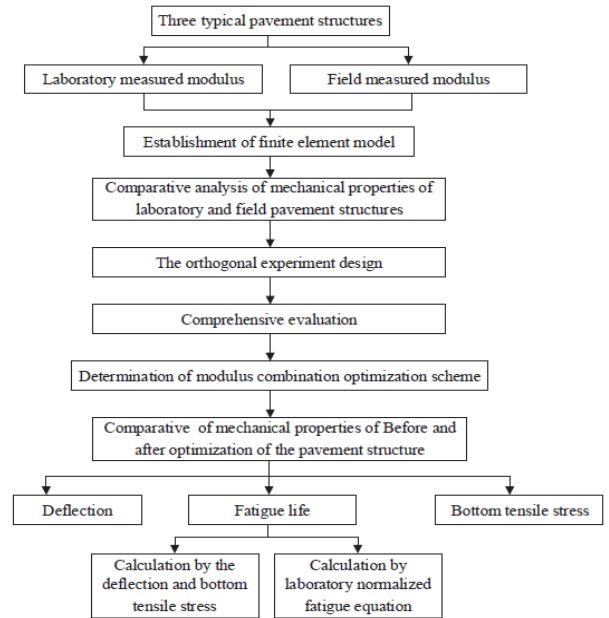 Three typical pavement structures
Laboratory measured modulus
Field measured modulus
Establishment of finite element model
Comparative analysis of mechanical properties of
laboratory and field pavement structures
The orthogonal experiment design
Comprehensive evaluation
Determination of modulus combination optimization scheme
Comparative of mechanical properties of Before and
after optimization of the pavement structure
Deflection
Fatigue life
Bottom tensile stress
Calculation by the
deflection and bottom
tensile stress
Calculation by
laboratory normalized
fatigue equation